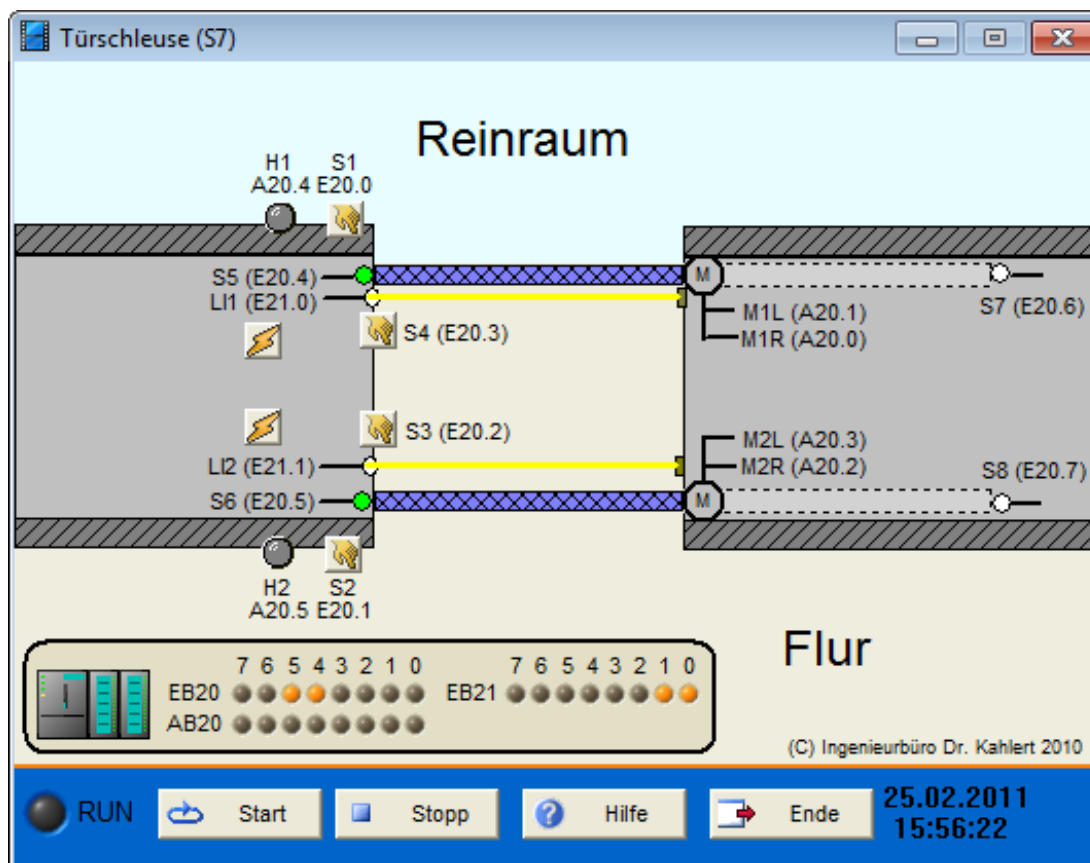 Türschleuse (S7)
Reinraum
H1 S1
A20.4 E20.0
S5 (E20.4)
LI1 (E21.0)
S4 (E20.3)
M
M1L (A20.1)
M1R (A20.0)
S7 (E20.6)
S3 (E20.2)
LI2 (E21.1)
S6 (E20.5)
M2L (A20.3)
M2R (A20.2)
M
S8 (E20.7)
H2 S2
A20.5 E20.1
Flur
7 6 5 4 3 2 1 0 7 6 5 4 3 2 1 0
EB20 EB21
AB20
(C) Ingenieurbüro Dr. Kahlert 2010
RUN Start Stopp Hilfe Ende
25.02.2011
15:56:22